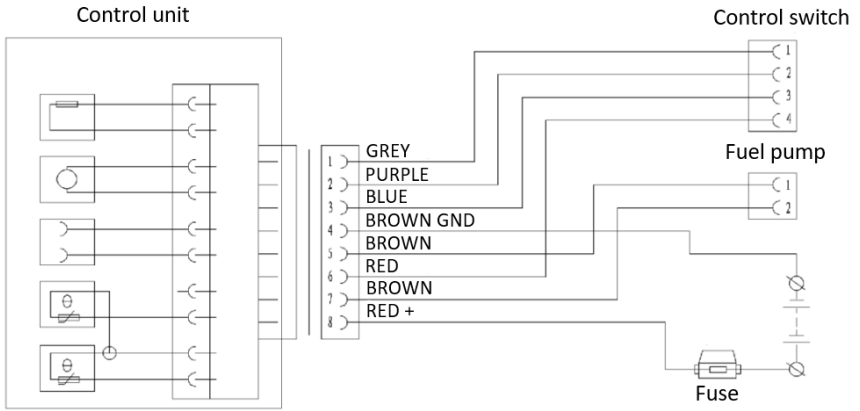 Control unit
Control switch
1
2
3
4
Fuel pump
1
2
1 GREY
2 PURPLE
3 BLUE
4 BROWN GND
5 BROWN
6 RED
7 BROWN
8 RED +
θ
θ
Fuse